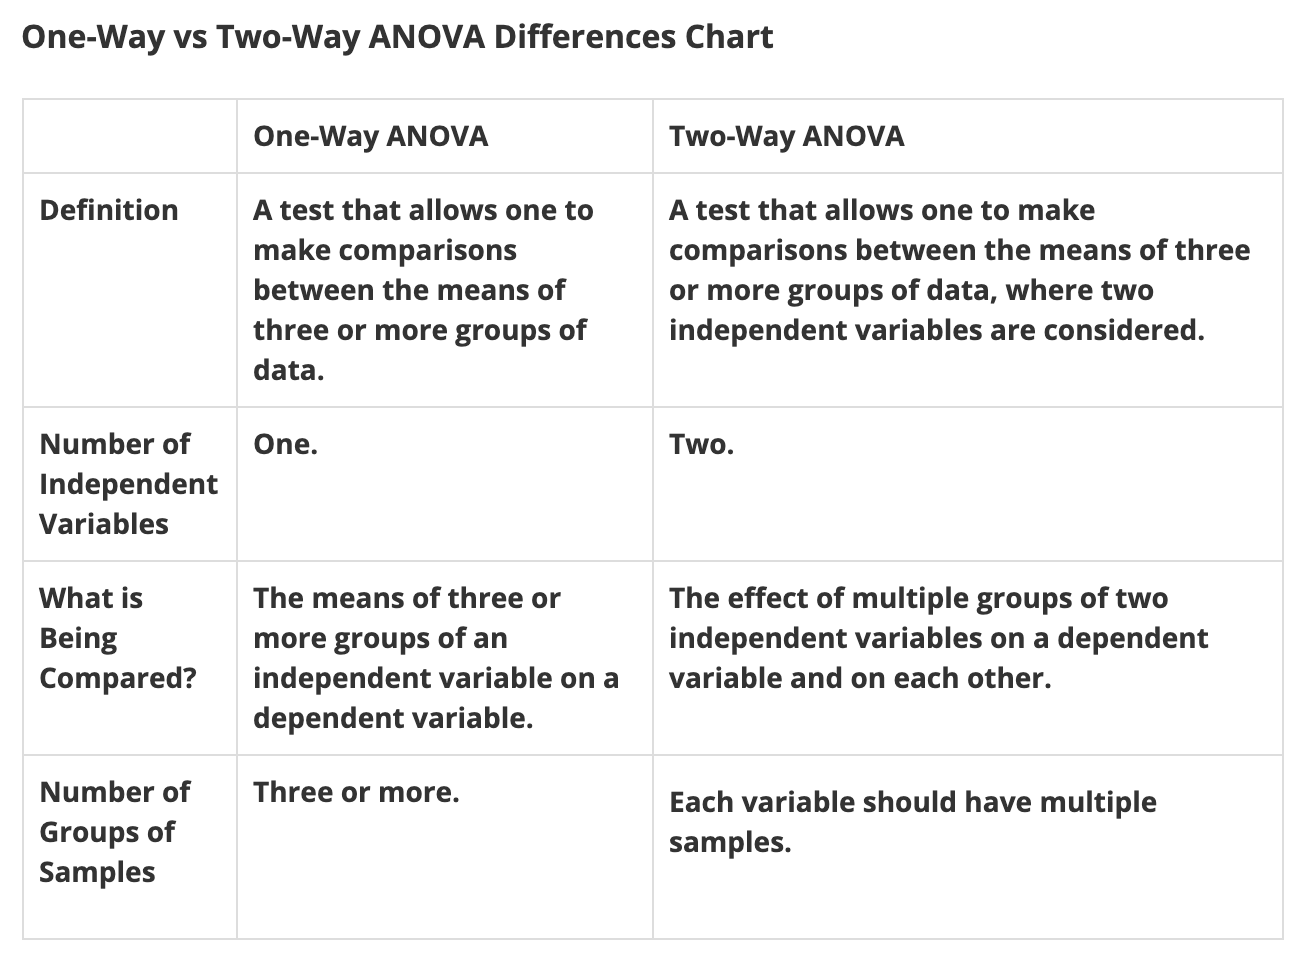 One-Way vs Two-Way ANOVA Differences Chart
One-Way ANOVA
Two-Way ANOVA
Definition
A test that allows one to
make comparisons
between the means of
three or more groups of
data.
A test that allows one to make
comparisons between the means of three
or more groups of data, where two
independent variables are considered.
Number of
Independent
Variables
One.
Two.
What is
Being
Compared?
The means of three or
more groups of an
independent variable on a
dependent variable.
The effect of multiple groups of two
independent variables on a dependent
variable and on each other.
Number of
Groups of
Samples
Three or more.
Each variable should have multiple
samples.